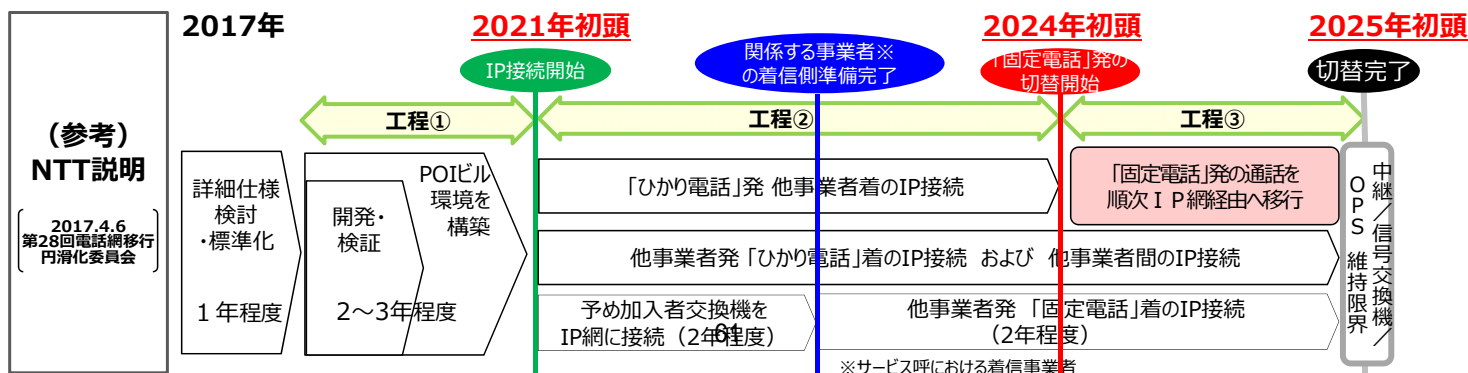 （参考）
NTT説明
2017.4.6
第28回電話網移行
円滑化委員会
2017年
2021年初頭
2024年初頭
2025年初頭
IP接続開始
関係する事業者※
の着信側準備完了
「固定電話」発の
切替開始
切替完了
工程①
工程②
工程③
詳細仕様
検討
・標準化
１年程度
開発・
検証
2～3年程度
POIビル
環境を
構築
「ひかり電話」発 他事業者着のIP接続
「固定電話」発の通話を
順次ＩＰ網経由へ移行
他事業者発「ひかり電話」着のIP接続 および 他事業者間のIP接続
予め加入者交換機を
IP網に接続（2年程度）
61
他事業者発 「固定電話」着のIP接続
（2年程度）
中継／信号交換機／
ＯＰＳ 維持限界
※サービス呼における着信事業者